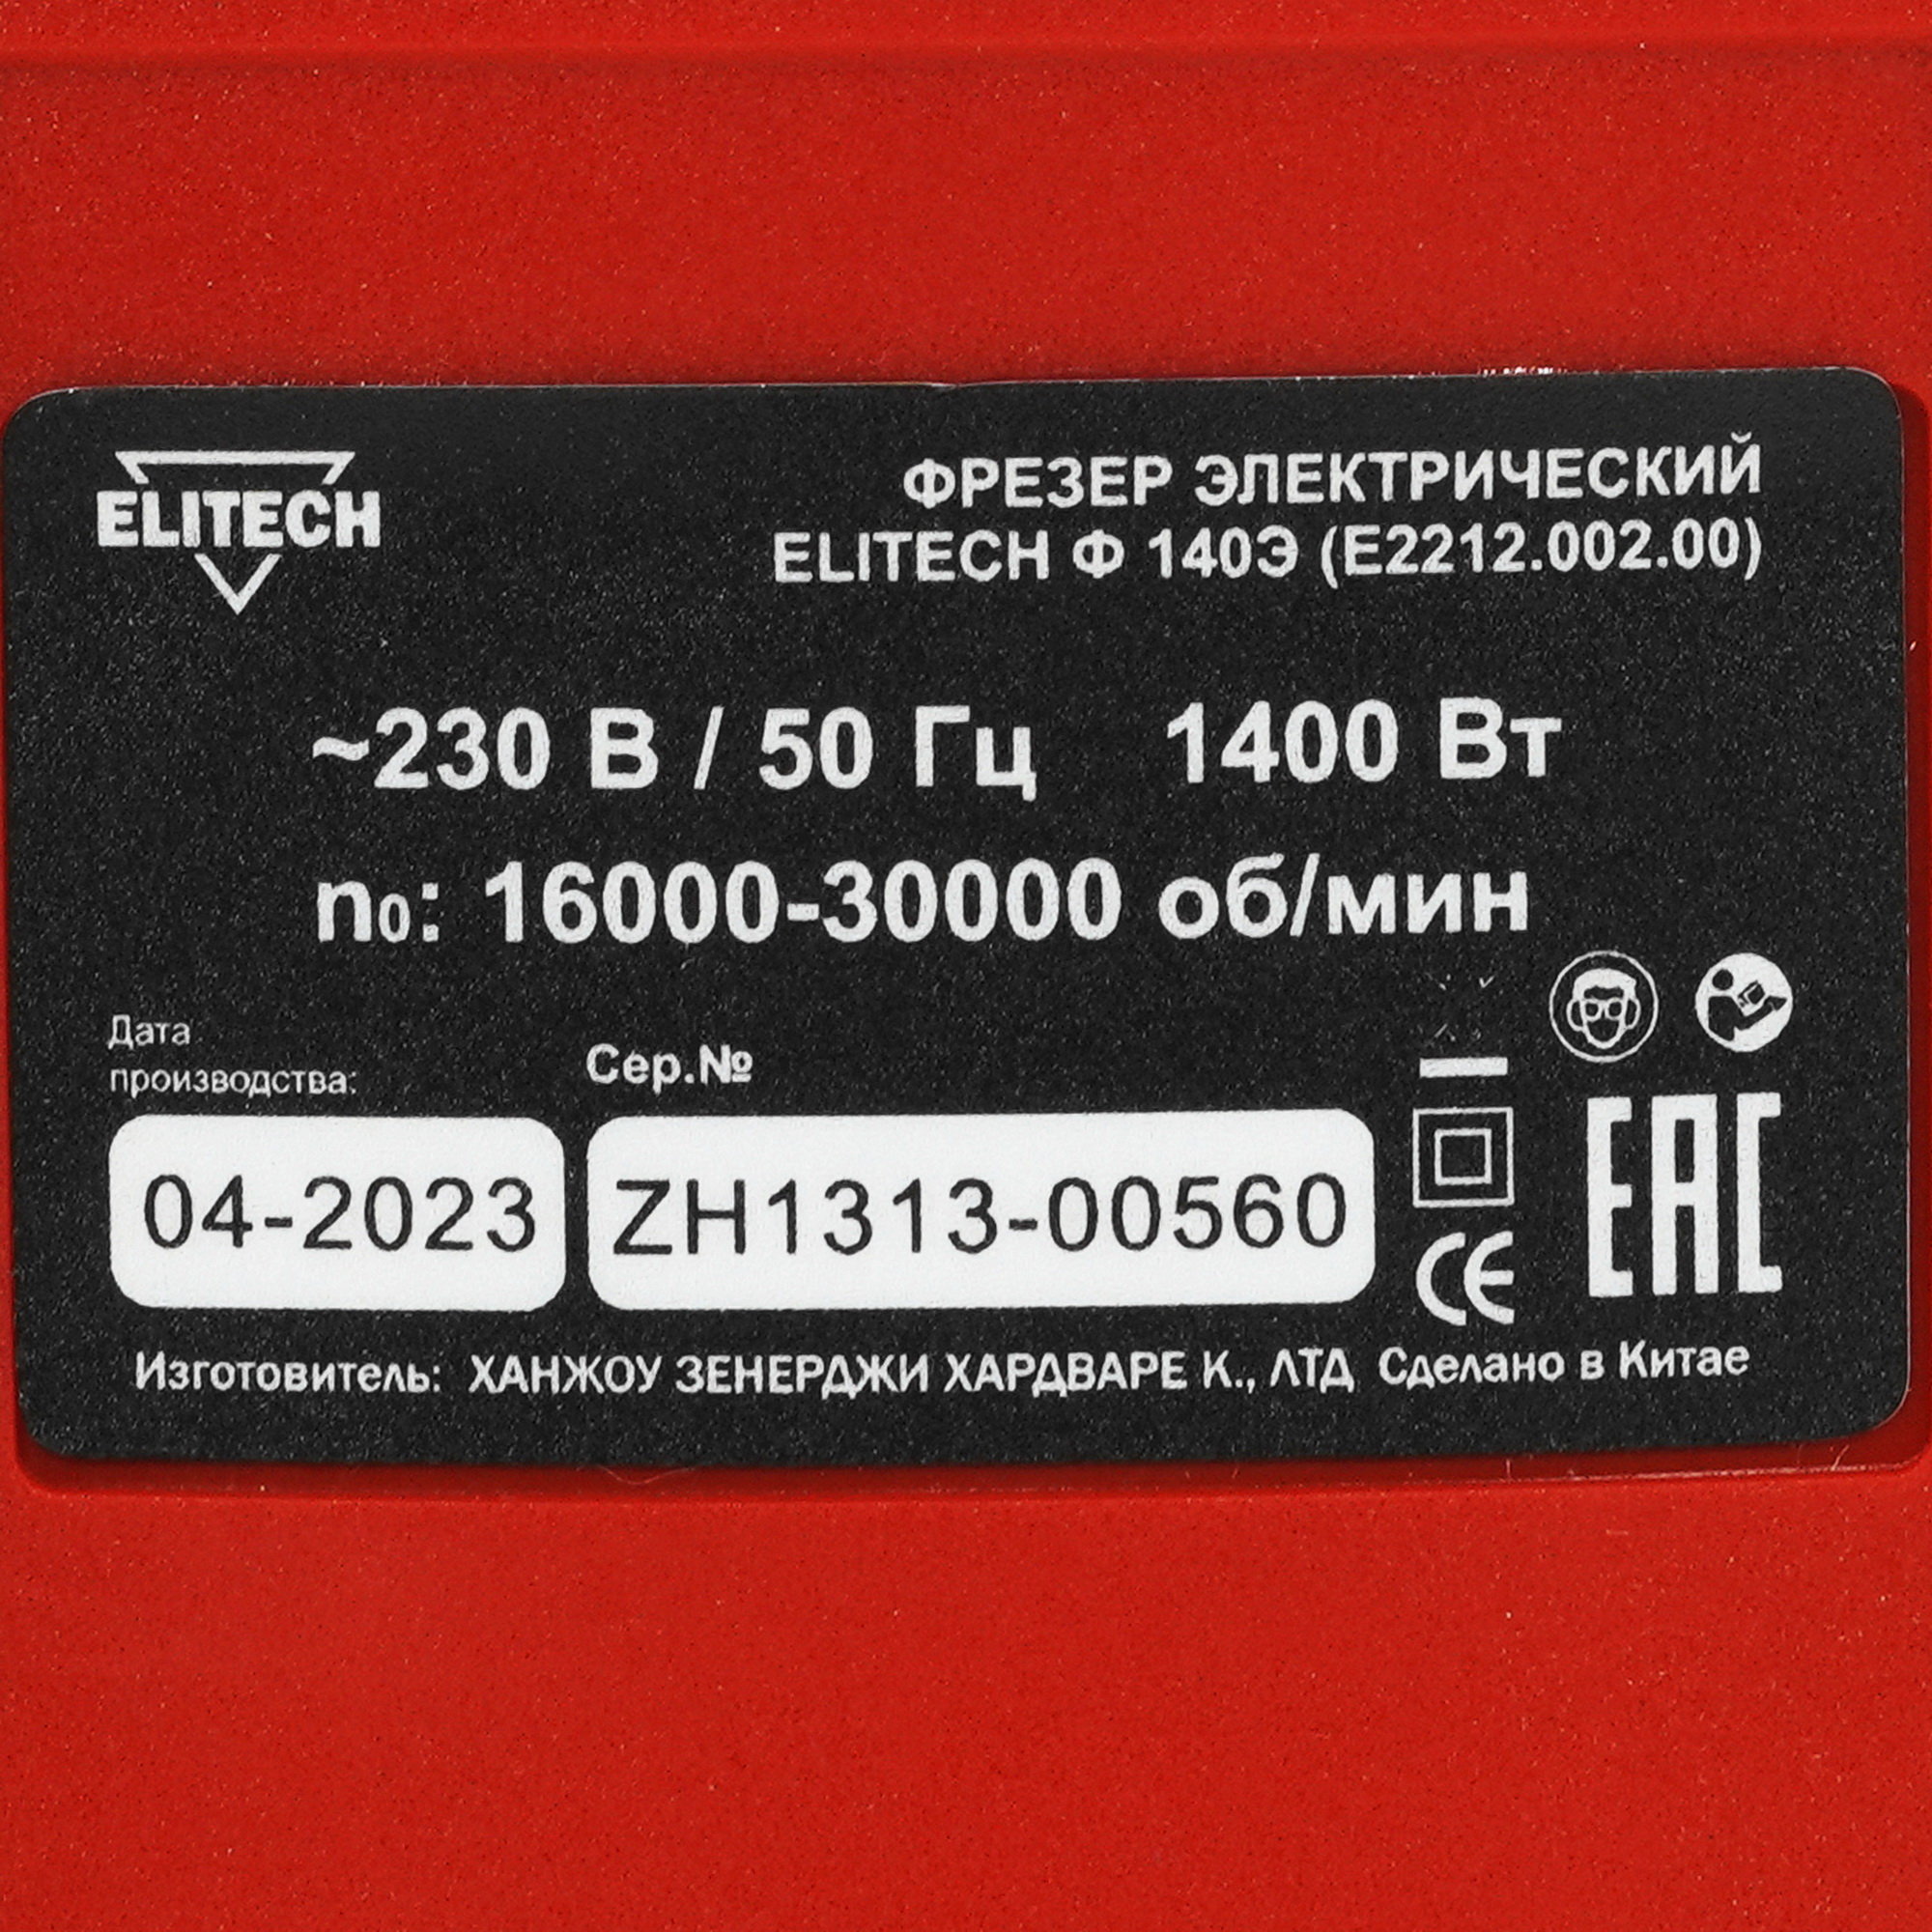 ELITECH
ФРЕЗЕР ЭЛЕКТРИЧЕСКИЙ
ELITECH Ф 140Э (E2212.002.00)
~230 В / 50 Гц 1400 Вт
n₀: 16000-30000 об/мин
Дата
производства:
Сер.№
04-2023
ZH1313-00560
CE
EAC
Изготовитель: ХАНЖОУ ЗЕНЕРДЖИ ХАРДВАРЕ К., ЛТД Сделано в Китае